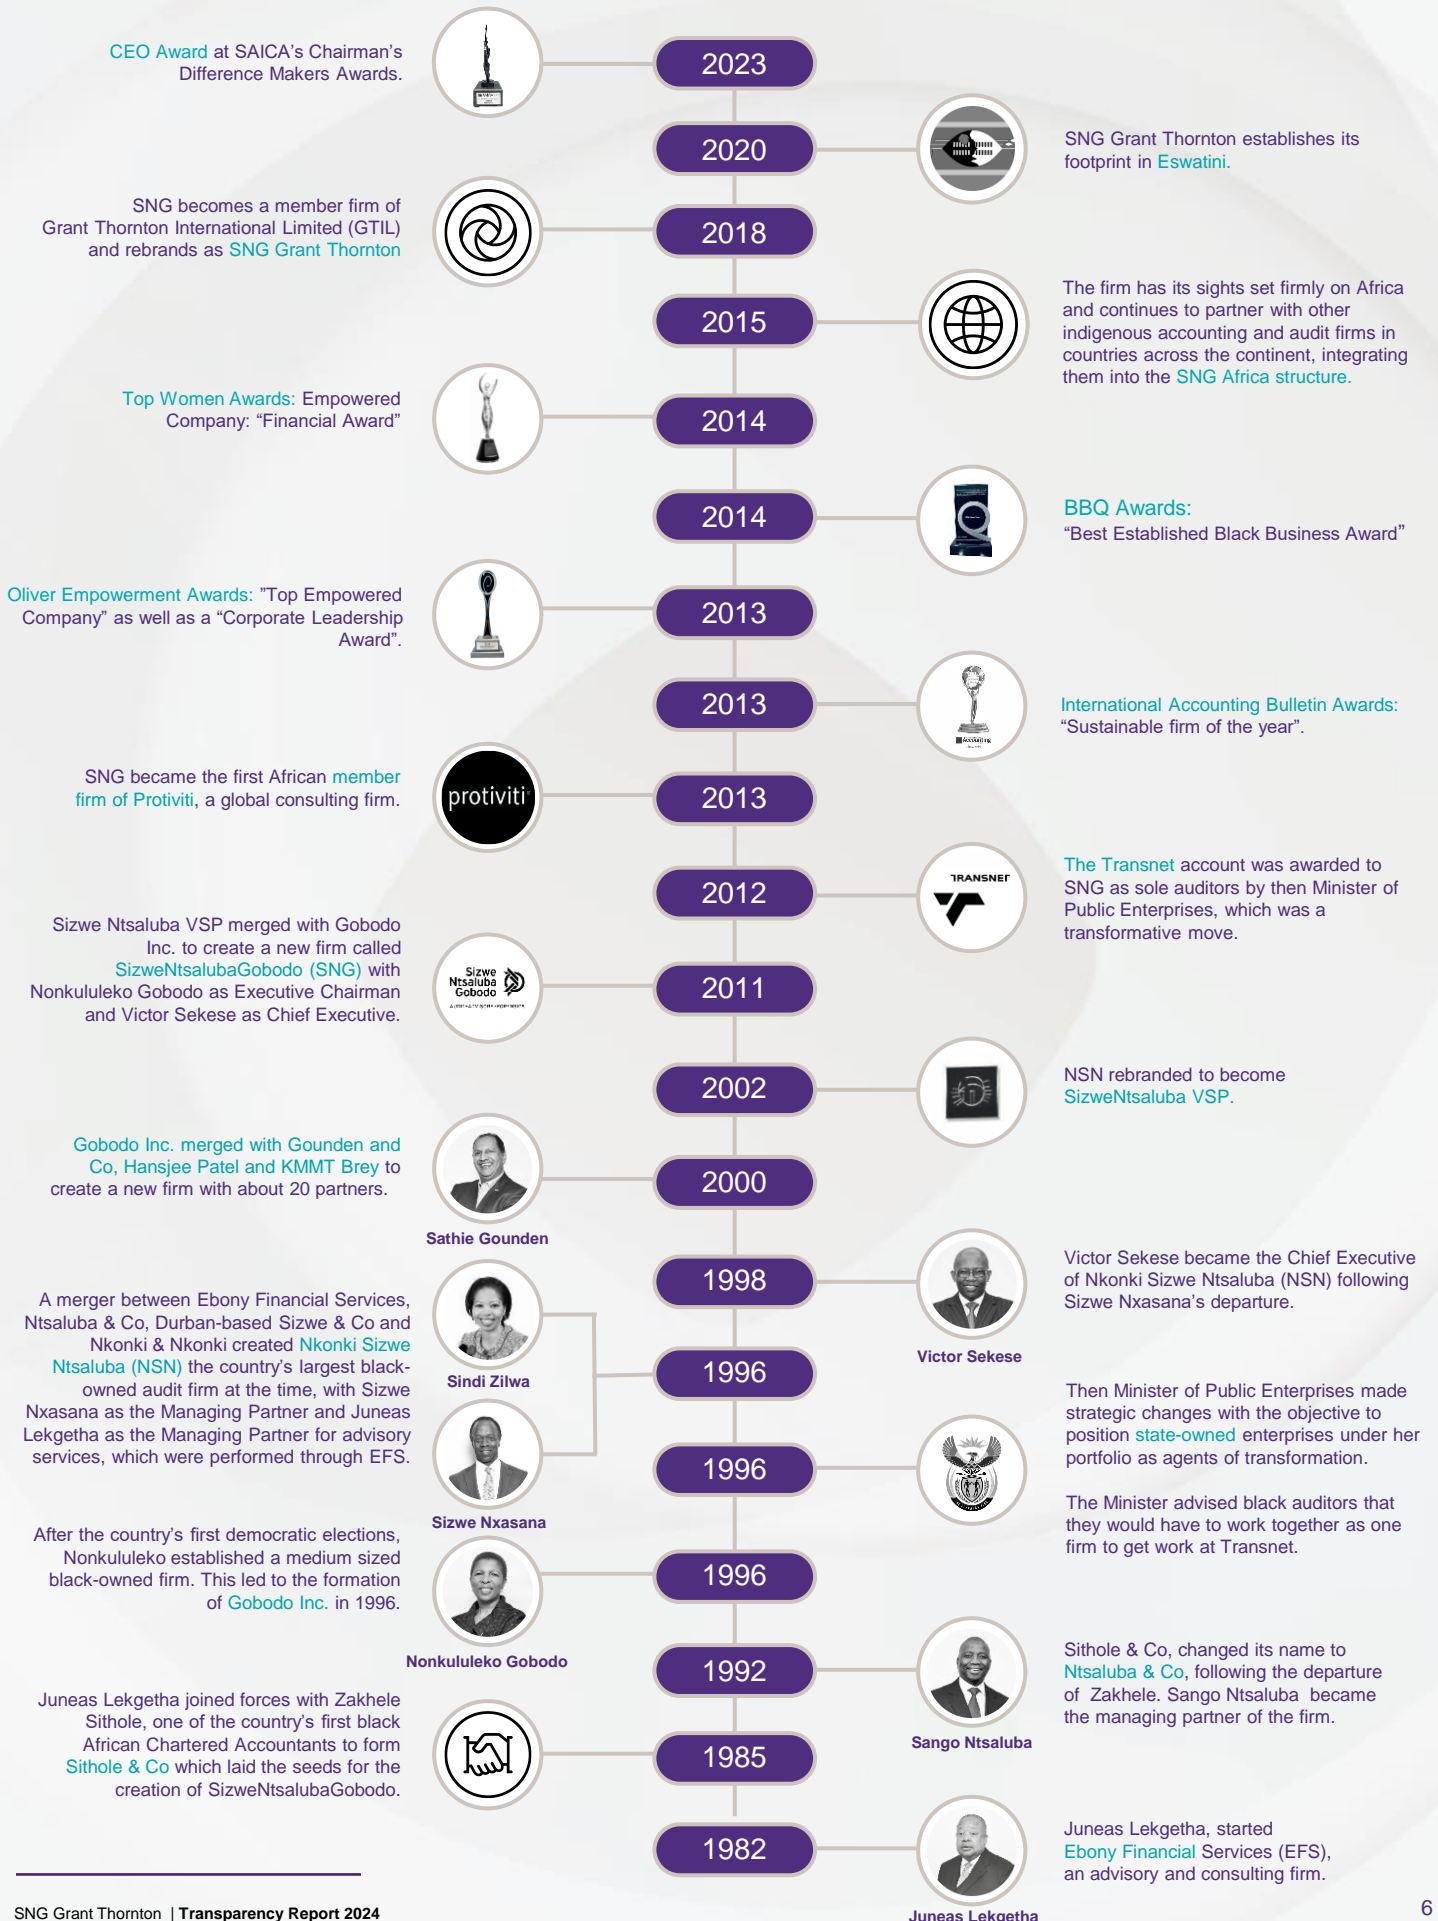 CEO Award at SAICA’s Chairman’s
Difference Makers Awards.
2023
2020
SNG Grant Thornton establishes its
footprint in Eswatini.
SNG becomes a member firm of
Grant Thornton International Limited (GTIL)
and rebrands as SNG Grant Thornton
2018
2015
The firm has its sights set firmly on Africa
and continues to partner with other
indigenous accounting and audit firms in
countries across the continent, integrating
them into the SNG Africa structure.
Top Women Awards: Empowered
Company: “Financial Award”
2014
2014
BBQ Awards:
“Best Established Black Business Award”
Oliver Empowerment Awards: ”Top Empowered
Company” as well as a “Corporate Leadership
Award”.
2013
2013
Accounting
International Accounting Bulletin Awards:
“Sustainable firm of the year”.
SNG became the first African member
firm of Protiviti, a global consulting firm.
protiviti
2013
2012
TRANSNET
The Transnet account was awarded to
SNG as sole auditors by then Minister of
Public Enterprises, which was a
transformative move.
Sizwe Ntsaluba VSP merged with Gobodo
Inc. to create a new firm called
SizweNtsalubaGobodo (SNG) with
Nonkululeko Gobodo as Executive Chairman
and Victor Sekese as Chief Executive.
Sizwe
Ntsaluba
Gobodo
2011
2002
NSN rebranded to become
SizweNtsaluba VSP.
Gobodo Inc. merged with Gounden and
Co, Hansjee Patel and KMMT Brey to
create a new firm with about 20 partners.
Sathie Gounden
2000
1998
Victor Sekese
Victor Sekese became the Chief Executive
of Nkonki Sizwe Ntsaluba (NSN) following
Sizwe Nxasana’s departure.
A merger between Ebony Financial Services,
Ntsaluba & Co, Durban-based Sizwe & Co and
Nkonki & Nkonki created Nkonki Sizwe
Ntsaluba (NSN) the country’s largest black-
owned audit firm at the time, with Sizwe
Nxasana as the Managing Partner and Juneas
Lekgetha as the Managing Partner for advisory
services, which were performed through EFS.
Sindi Zilwa
Sizwe Nxasana
1996
1996
Then Minister of Public Enterprises made
strategic changes with the objective to
position state-owned enterprises under her
portfolio as agents of transformation.
The Minister advised black auditors that
they would have to work together as one
firm to get work at Transnet.
After the country’s first democratic elections,
Nonkululeko established a medium sized
black-owned firm. This led to the formation
of Gobodo Inc. in 1996.
Nonkululeko Gobodo
1996
1992
Sango Ntsaluba
Sithole & Co, changed its name to
Ntsaluba & Co, following the departure
of Zakhele. Sango Ntsaluba became
the managing partner of the firm.
Juneas Lekgetha joined forces with Zakhele
Sithole, one of the country’s first black
African Chartered Accountants to form
Sithole & Co which laid the seeds for the
creation of SizweNtsalubaGobodo.
1985
1982
Juneas Lekgetha
Juneas Lekgetha, started
Ebony Financial Services (EFS),
an advisory and consulting firm.
SNG Grant Thornton | Transparency Report 2024
6